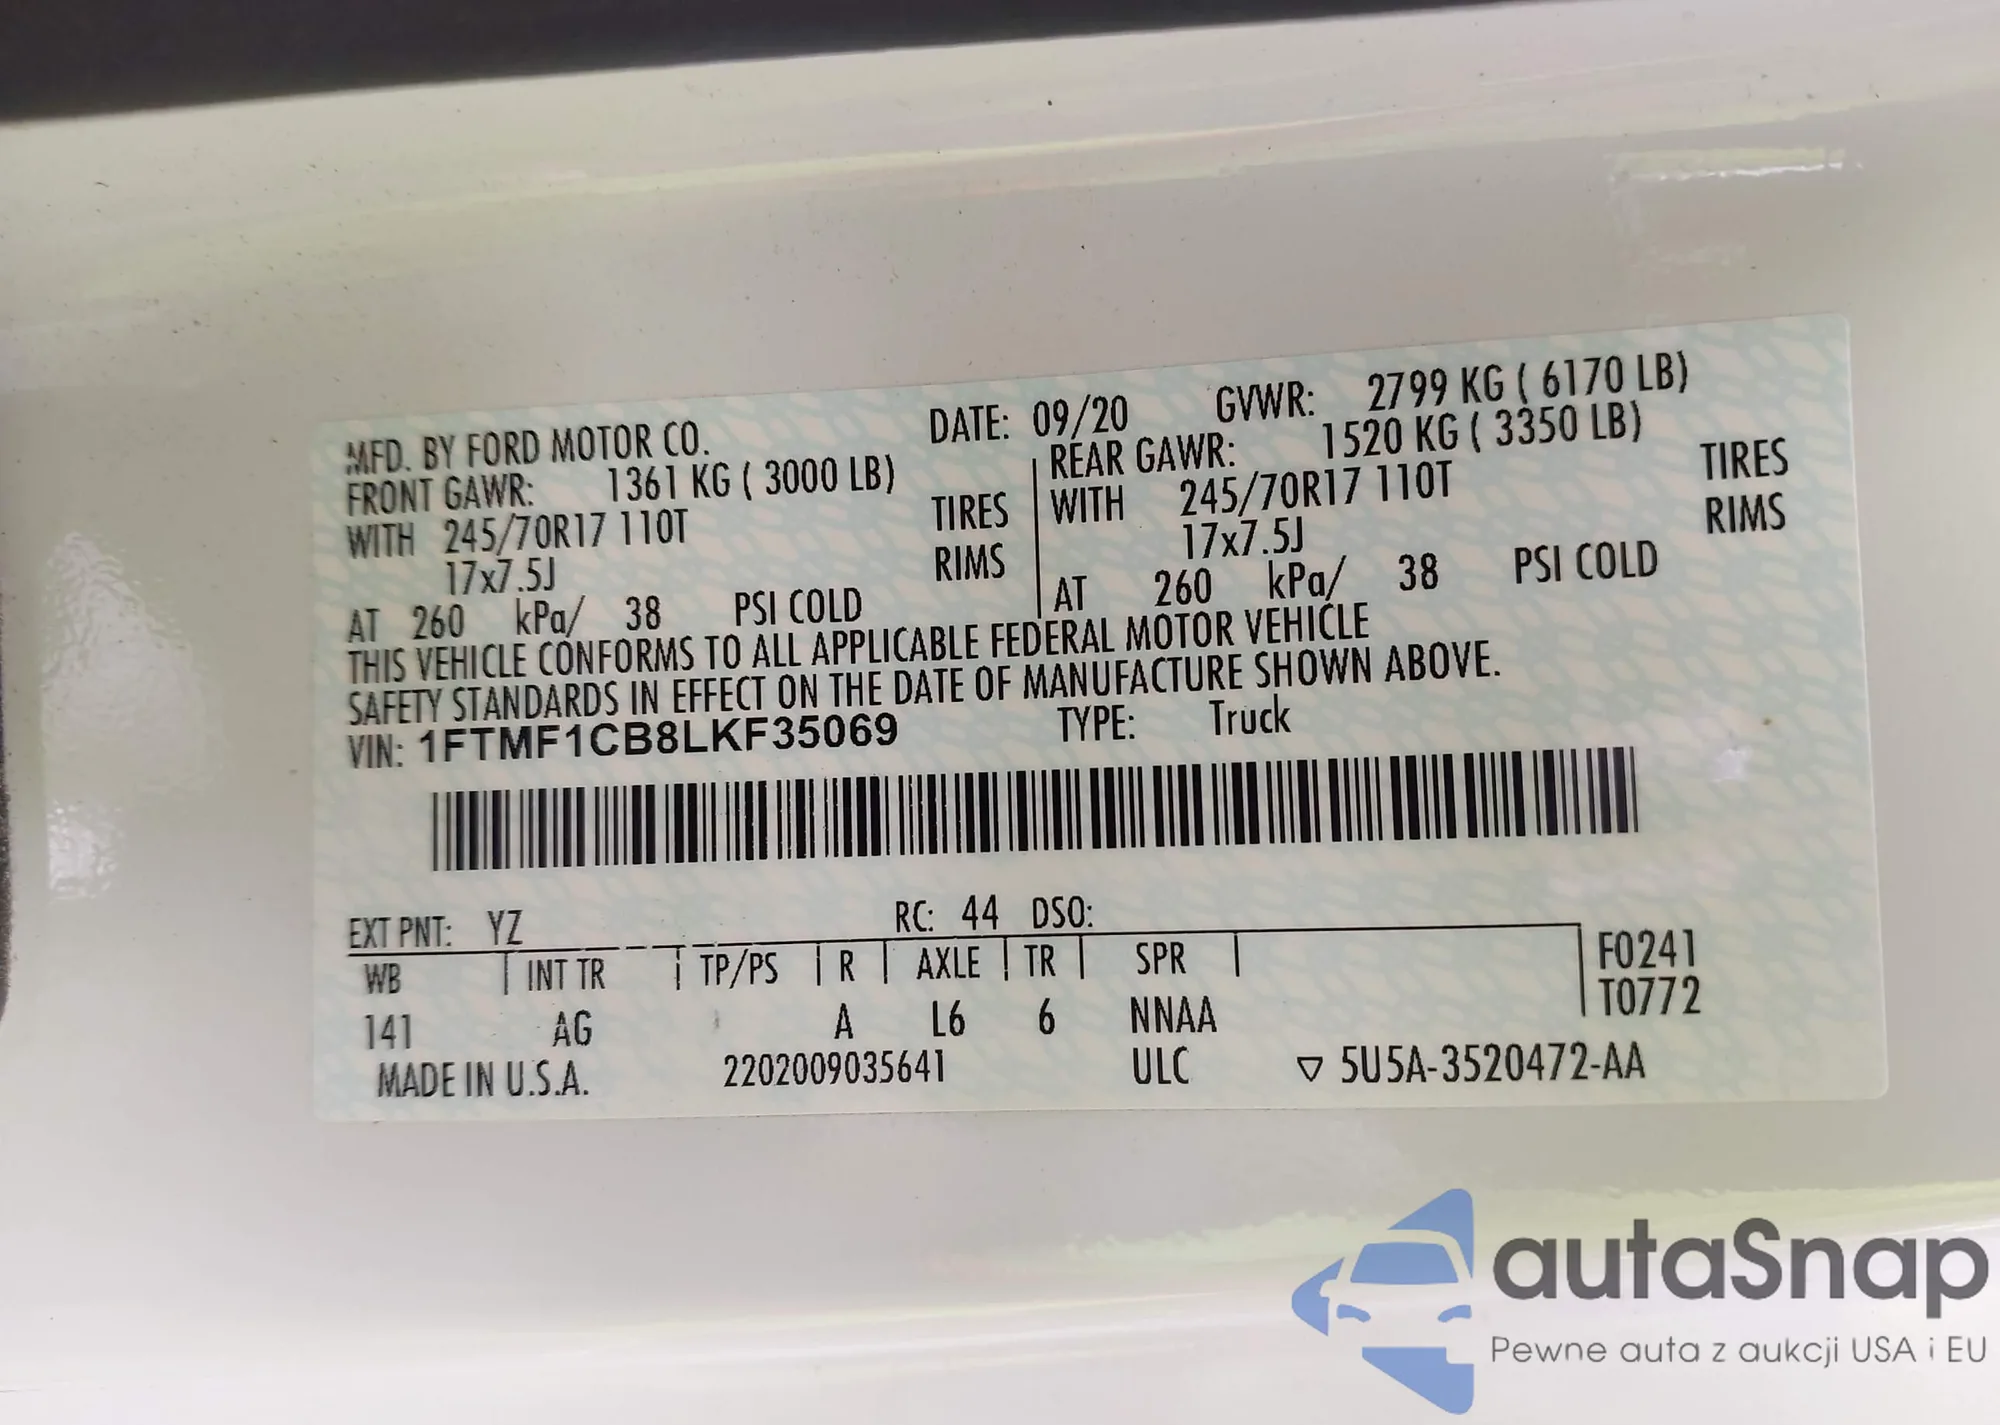 MFD. BY FORD MOTOR CO. DATE: 09/20 GVWR: 2799 KG ( 6170 LB)
FRONT GAWR: 1361 KG ( 3000 LB) REAR GAWR: 1520 KG ( 3350 LB)
WITH 245/70R17 110T TIRES WITH 245/70R17 110T TIRES
17x7.5J RIMS 17x7.5J RIMS
AT 260 kPa/ 38 PSI COLD AT 260 kPa/ 38 PSI COLD
THIS VEHICLE CONFORMS TO ALL APPLICABLE FEDERAL MOTOR VEHICLE
SAFETY STANDARDS IN EFFECT ON THE DATE OF MANUFACTURE SHOWN ABOVE.
VIN: 1FTMF1CB8LKF35069 TYPE: Truck
EXT PNT: YZ RC: 44 DSO:
WB INT TR TP/PS R AXLE TR SPR F0241
141 AG A L6 6 NNAA T0772
MADE IN U.S.A. 2202009035641 ULC ▽ 5U5A-3520472-AA
autaSnap
Pewne auta z aukcji USA i EU